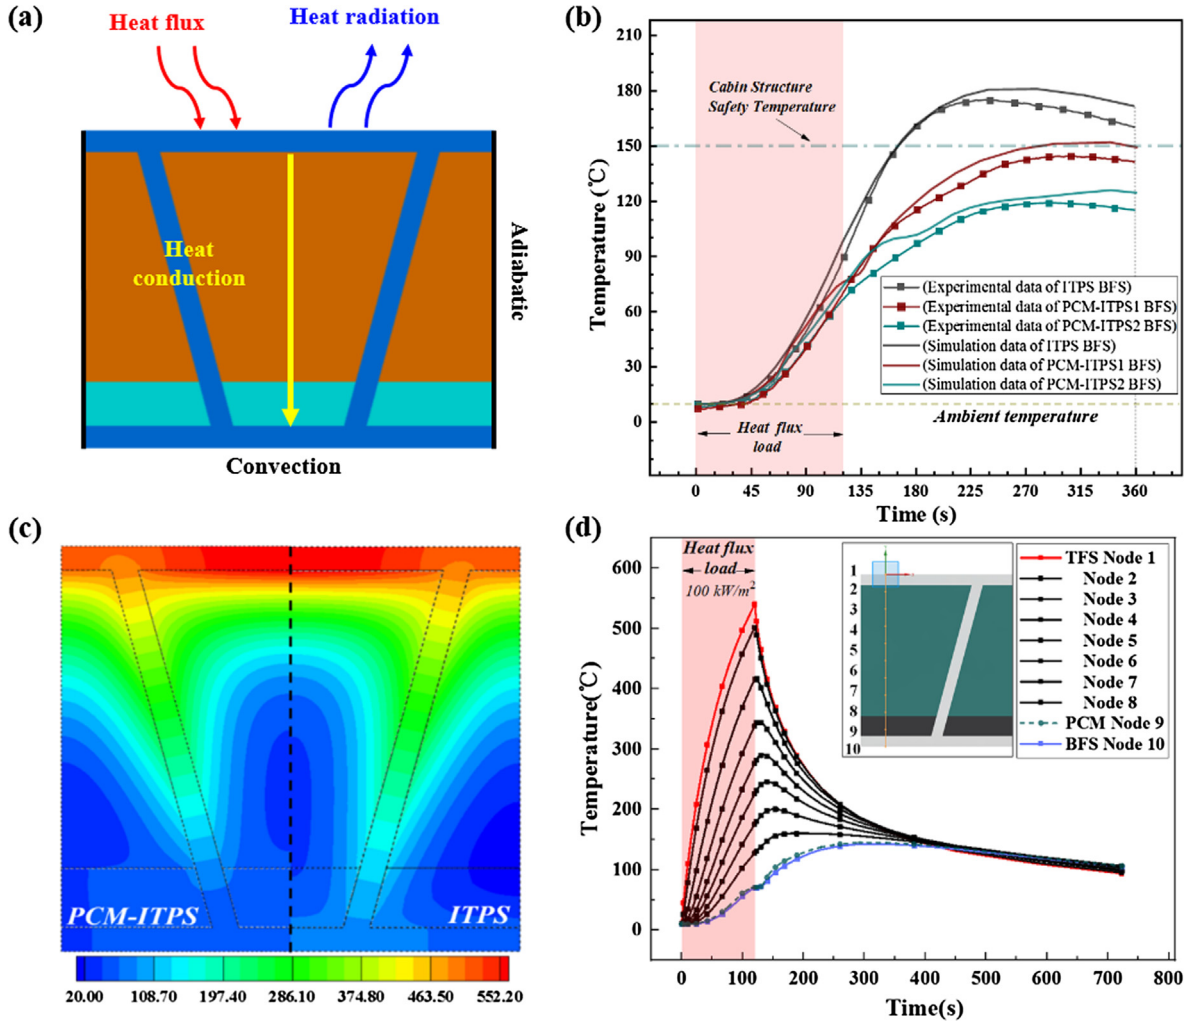 (a)
Heat flux
Heat radiation
Heat
conduction
Adiabatic
Convection
(b)
Temperature (℃)
210
180
150
120
90
60
30
0
Cabin Structure
Safety Temperature
(Experimental data of ITPS BFS)
(Experimental data of PCM-ITPS1 BFS)
(Experimental data of PCM-ITPS2 BFS)
(Simulation data of ITPS BFS)
(Simulation data of PCM-ITPS1 BFS)
(Simulation data of PCM-ITPS2 BFS)
Ambient temperature
Heat flux
load
0 45 90 135 180 225 270 315 360
Time (s)
(c)
PCM-ITPS
ITPS
20.00 108.70 197.40 286.10 374.80 463.50 552.20
(d)
Temperature(℃)
600
500
400
300
200
100
0
Heat flux
load
100 kW/m²
1
2
3
4
5
6
7
8
9
10
TFS Node 1
Node 2
Node 3
Node 4
Node 5
Node 6
Node 7
Node 8
PCM Node 9
BFS Node 10
0 100 200 300 400 500 600 700 800
Time(s)